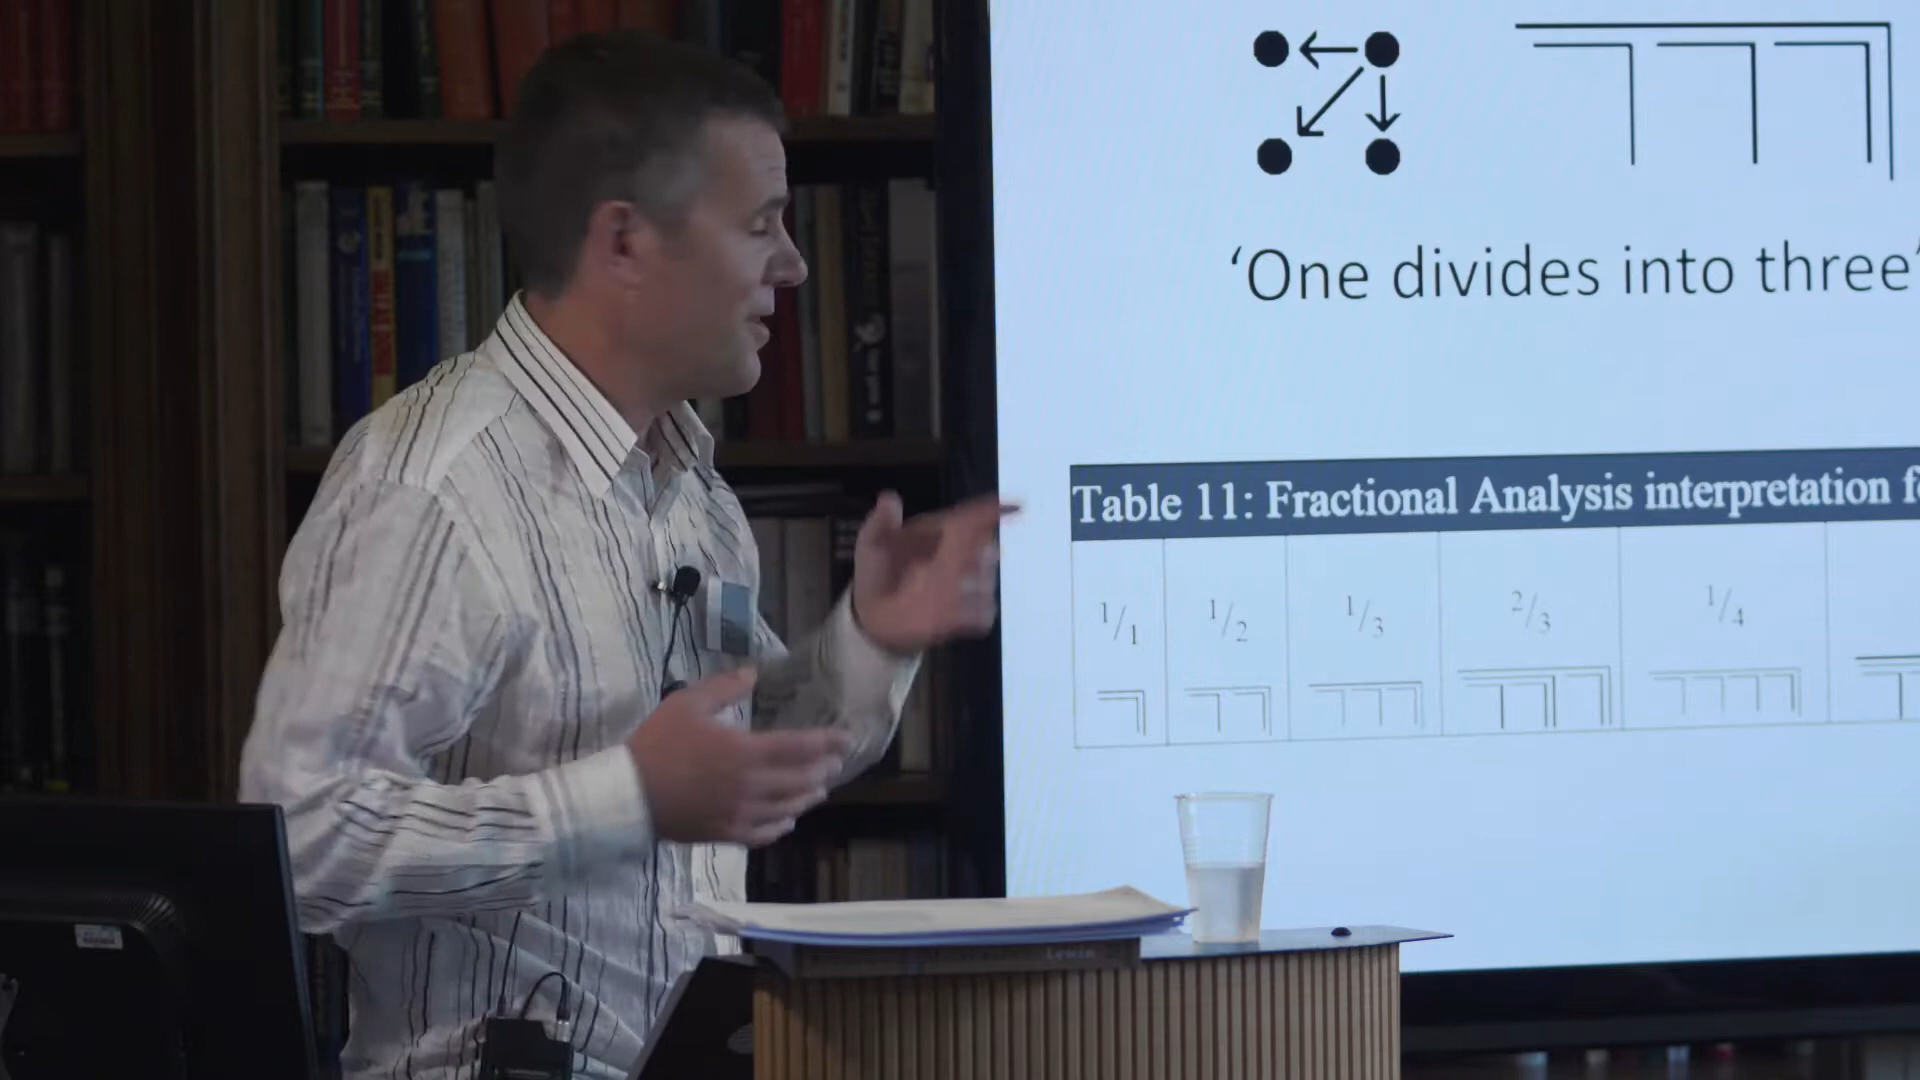 ‘One divides into three’
Table 11: Fractional Analysis interpretation
1/1 1/2 1/3 2/3 1/4
Lewin